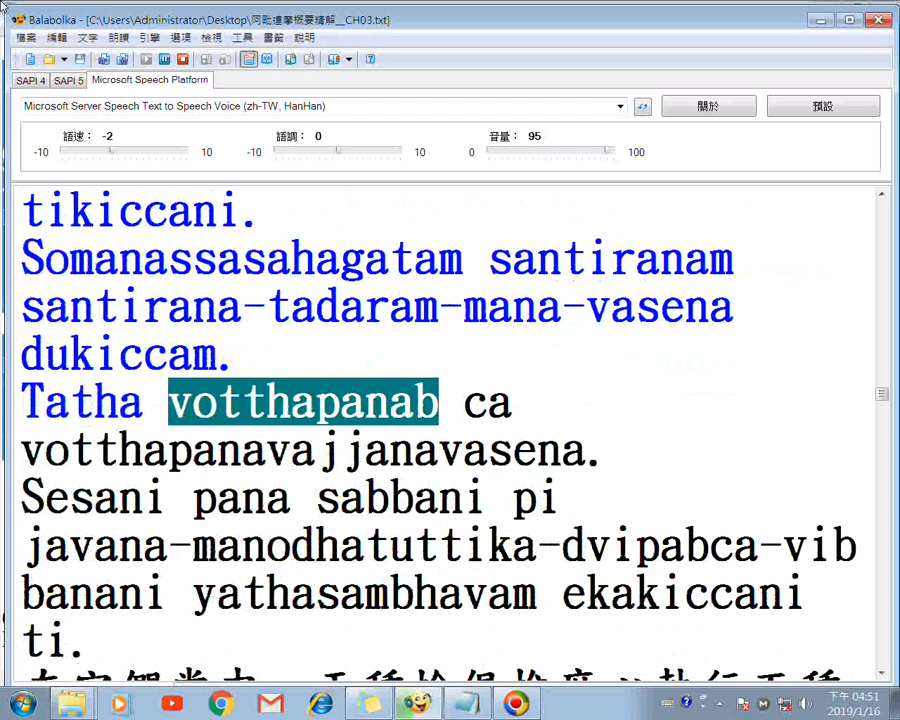 Balabolka - [C:\Users\Administrator\Desktop\阿毗達摩概要精解__CH03.txt]
檔案 編輯 文字 朗讀 引擎 選項 檢視 工具 書籤 說明
SAPI 4 SAPI 5 Microsoft Speech Platform
Microsoft Server Speech Text to Speech Voice (zh-TW, HanHan) 關於 預設
語速： -2 語調： 0 音量： 95
-10 10 -10 10 0 100
tikiccani.
Somanassasahagatam santiranam
santirana-tadaram-mana-vasena
dukiccam.
Tatha votthapanab ca
votthapanavajjanavasena.
Sesani pana sabbani pi
javana-manodhatuttika-dvipabca-vib
banani yathasambhavam ekakiccani
ti.
下午 04:51
2019/1/16